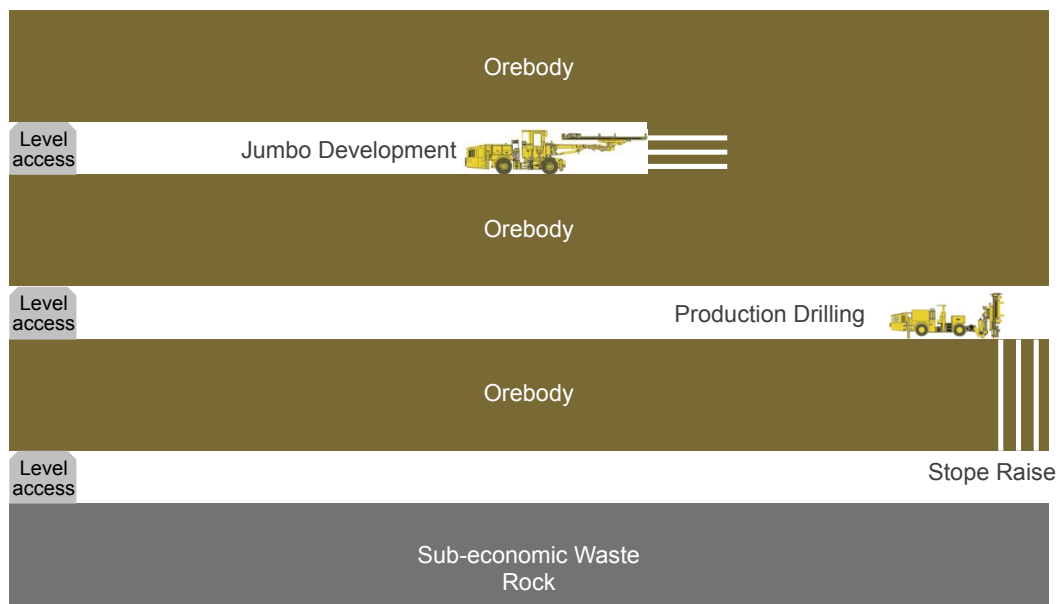 Orebody
Level
access
Jumbo Development
Orebody
Level
access
Production Drilling
Orebody
Level
access
Stope Raise
Sub-economic Waste
Rock